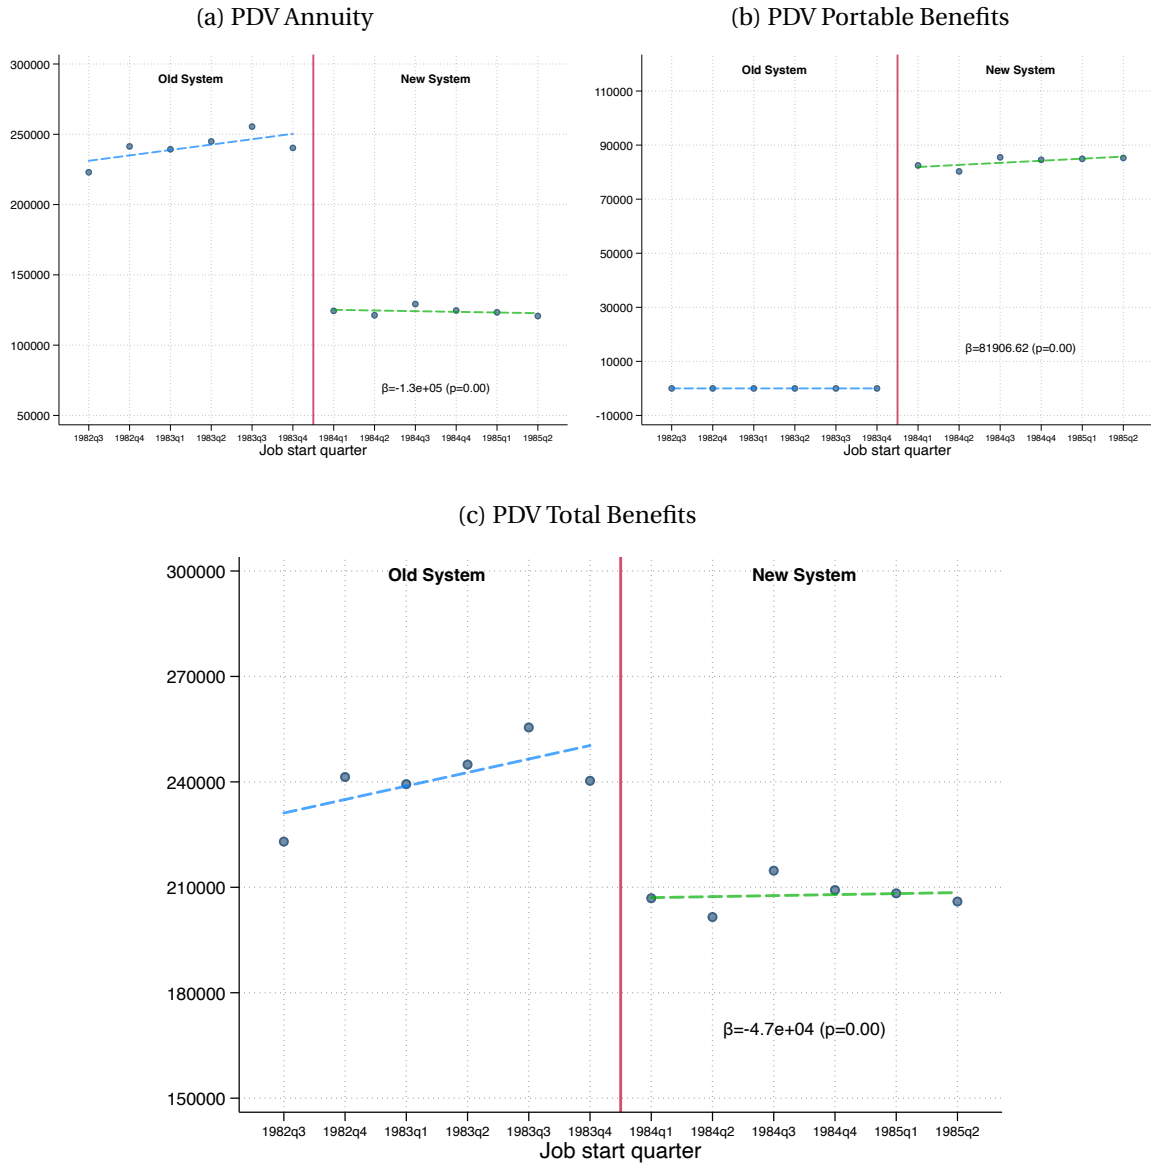 (a) PDV Annuity
300000
250000
200000
150000
100000
50000
Old System
New System
β=-1.3e+05 (p=0.00)
1982q3 1982q4 1983q1 1983q2 1983q3 1983q4 1984q1 1984q2 1984q3 1984q4 1985q1 1985q2
Job start quarter
(b) PDV Portable Benefits
110000
90000
70000
50000
30000
10000
-10000
Old System
New System
β=81906.62 (p=0.00)
1982q3 1982q4 1983q1 1983q2 1983q3 1983q4 1984q1 1984q2 1984q3 1984q4 1985q1 1985q2
Job start quarter
(c) PDV Total Benefits
300000
270000
240000
210000
180000
150000
Old System
New System
β=-4.7e+04 (p=0.00)
1982q3 1982q4 1983q1 1983q2 1983q3 1983q4 1984q1 1984q2 1984q3 1984q4 1985q1 1985q2
Job start quarter